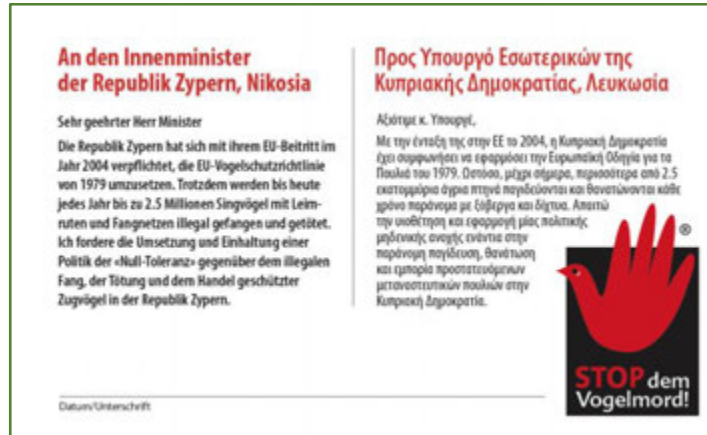 An den Innenminister
der Republik Zypern, Nikosia
Sehr geehrter Herr Minister
Die Republik Zypern hat sich mit ihrem EU-Beitritt im
Jahr 2004 verpflichtet, die EU-Vogelschutzrichtlinie
von 1979 umzusetzen. Trotzdem werden bis heute
jedes Jahr bis zu 2.5 Millionen Singvögel mit Leim-
ruten und Fangnetzen illegal gefangen und getötet.
Ich fordere die Umsetzung und Einhaltung einer
Politik der «Null-Toleranz» gegenüber dem illegalen
Fang, der Tötung und dem Handel geschützter
Zugvögel in der Republik Zypern.
Προς Υπουργό Εσωτερικών της
Κυπριακής Δημοκρατίας, Λευκωσία
Αξιότιμε κ. Υπουργέ,
Με την ένταξη της στην ΕΕ το 2004, η Κυπριακή Δημοκρατία
έχει συμφωνήσει να εφαρμόσει την Ευρωπαϊκή Οδηγία για τα
Πουλιά του 1979. Ωστόσο, μέχρι σήμερα, περισσότερα από 2.5
εκατομμύρια άγρια πτηνά παγιδεύονται και θανατώνονται κάθε
χρόνο παράνομα με ξόβεργα και δίχτυα. Απαιτώ
την υιοθέτηση και εφαρμογή μίας πολιτικής
μηδενικής ανοχής ενάντια στην
παράνομη παγίδευση, θανάτωση
και εμπορία προστατευόμενων
μεταναστευτικών πουλιών στην
Κυπριακή Δημοκρατία.
®
STOP dem
Vogelmord!
Datum/Unterschrift